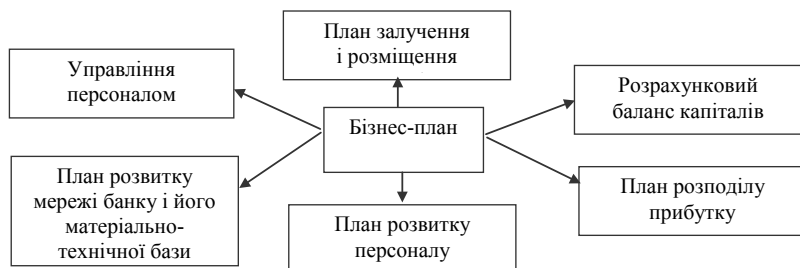 План залучення
і розміщення
Управління
персоналом
Розрахунковий
баланс капіталів
Бізнес-план
План розвитку
мережі банку і його
матеріально-
технічної бази
План розподілу
прибутку
План розвитку
персоналу